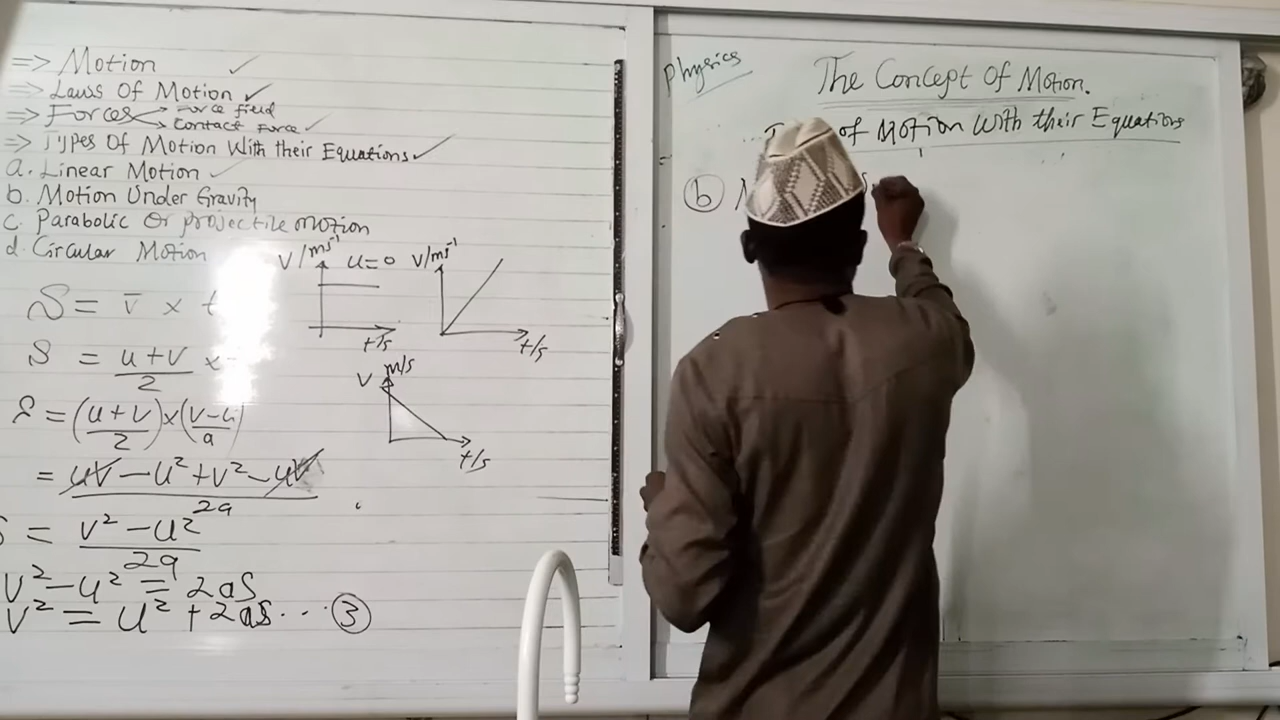 => Motion ✓
=> Laws Of Motion ✓
=> Forces → Force field
→ Contact Force ✓
=> Types Of Motion With their Equations ✓
a. Linear Motion ✓
b. Motion Under Gravity
c. Parabolic Or projectile motion
d. Circular Motion
V/ms⁻¹ u=0 V/ms⁻¹
t/s t/s
S = v̄ x t
S = u+v/2 x
V m/s
t/s
S = (u+v/2)x(v-u/a)
= uv - u² + v² - uv / 2a
S = v² - u² / 2a
v² - u² = 2as
v² = u² + 2as... ③
Physics
The Concept Of Motion.
of Motion With their Equations
ⓑ M